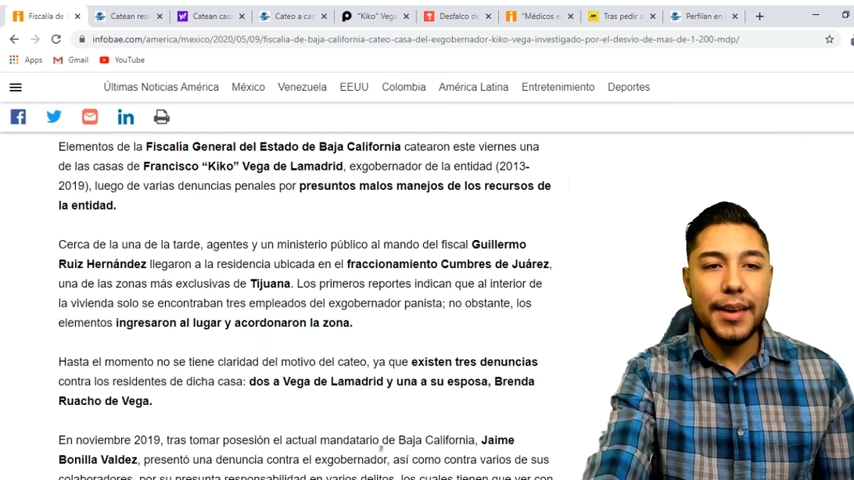 Fiscalía de
Catean res
Catean casa
Cateo a cas
"Kiko" Vega
Desfalco de
"Médicos e
Tras pedir a
Perfilan en
infobae.com/america/mexico/2020/05/09/fiscalia-de-baja-california-cateo-casa-del-exgobernador-kiko-vega-investigado-por-el-desvio-de-mas-de-1-200-mdp/
Apps Gmail YouTube
Últimas Noticias América México Venezuela EEUU Colombia América Latina Entretenimiento Deportes
Elementos de la Fiscalía General del Estado de Baja California catearon este viernes una
de las casas de Francisco “Kiko” Vega de Lamadrid, exgobernador de la entidad (2013-
2019), luego de varias denuncias penales por presuntos malos manejos de los recursos de
la entidad.
Cerca de la una de la tarde, agentes y un ministerio público al mando del fiscal Guillermo
Ruiz Hernández llegaron a la residencia ubicada en el fraccionamiento Cumbres de Juárez,
una de las zonas más exclusivas de Tijuana. Los primeros reportes indican que al interior de
la vivienda solo se encontraban tres empleados del exgobernador panista; no obstante, los
elementos ingresaron al lugar y acordonaron la zona.
Hasta el momento no se tiene claridad del motivo del cateo, ya que existen tres denuncias
contra los residentes de dicha casa: dos a Vega de Lamadrid y una a su esposa, Brenda
Ruacho de Vega.
En noviembre 2019, tras tomar posesión el actual mandatario de Baja California, Jaime
Bonilla Valdez, presentó una denuncia contra el exgobernador, así como contra varios de sus
colaboradores, por su presunta responsabilidad en varios delitos, los cuales tienen que ver con